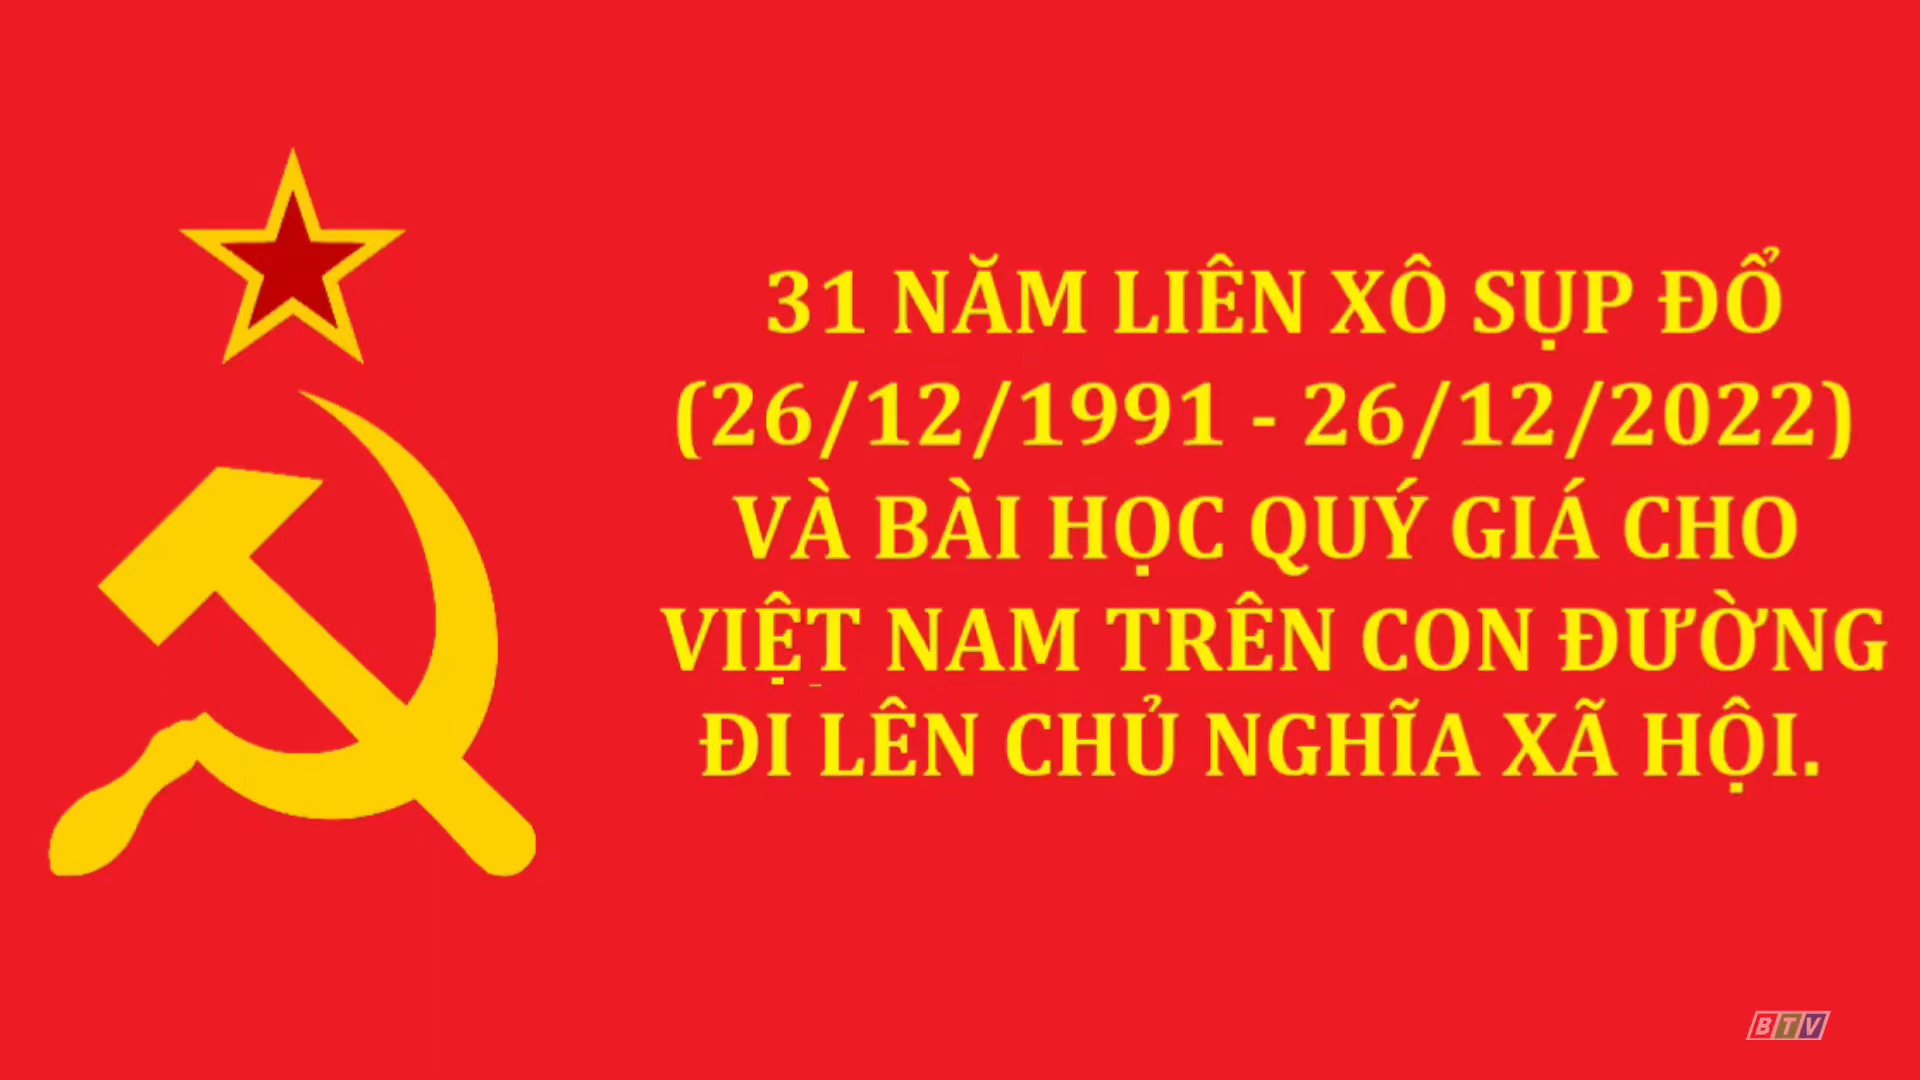 31 NĂM LIÊN XÔ SỤP ĐỔ
(26/12/1991 - 26/12/2022)
VÀ BÀI HỌC QUÝ GIÁ CHO
VIỆT NAM TRÊN CON ĐƯỜNG
ĐI LÊN CHỦ NGHĨA XÃ HỘI.
BTV